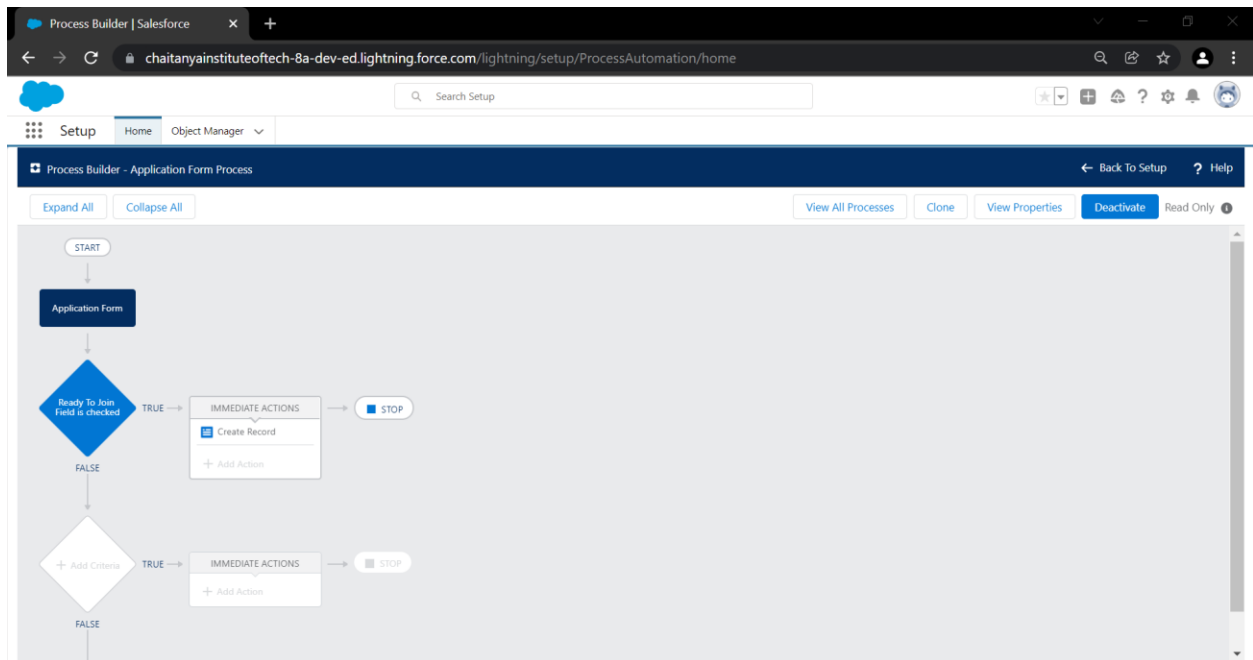 Process Builder | Salesforce
chaitanyainstituteoftech-8a-dev-ed.lightning.force.com/lightning/setup/ProcessAutomation/home
Search Setup
Setup Home Object Manager
Process Builder - Application Form Process Back To Setup ? Help
Expand All Collapse All View All Processes Clone View Properties Deactivate Read Only
START
Application Form
Ready To Join
Field is checked
TRUE IMMEDIATE ACTIONS STOP
Create Record
+ Add Action
FALSE
+ Add Criteria TRUE IMMEDIATE ACTIONS STOP
+ Add Action
FALSE